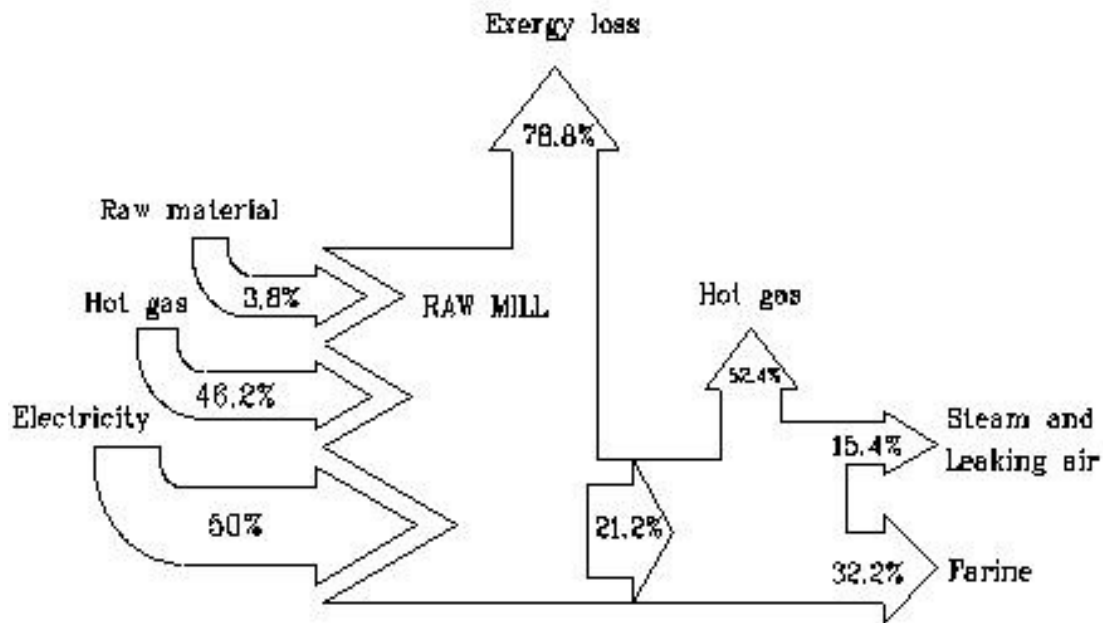 Exergy loss
78.8%
Raw material
3.8%
Hot gas
RAW MILL
Hot gas
46.2%
52.4%
Electricity
Steam and
15.4%
Leaking air
50%
21.2%
32.2%
Farine